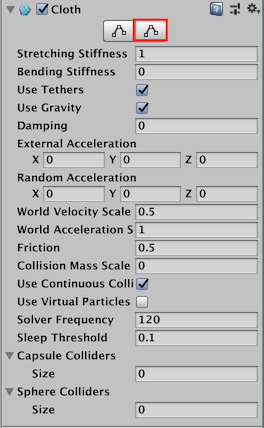 Cloth
Stretching Stiffness 1
Bending Stiffness 0
Use Tethers
Use Gravity
Damping 0
External Acceleration
X 0 Y 0 Z 0
Random Acceleration
X 0 Y 0 Z 0
World Velocity Scale 0.5
World Acceleration S 1
Friction 0.5
Collision Mass Scale 0
Use Continuous Colli
Use Virtual Particles
Solver Frequency 120
Sleep Threshold 0.1
Capsule Colliders
Size 0
Sphere Colliders
Size 0